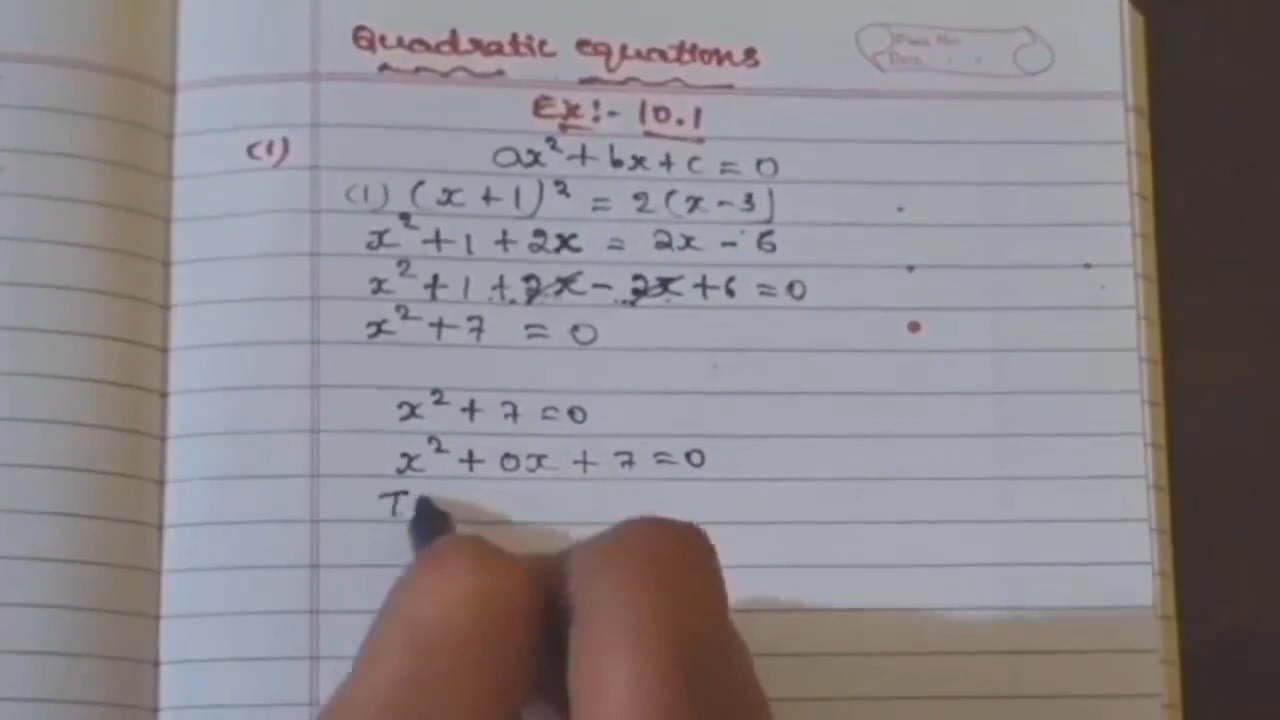 Quadratic equations
Ex:- 10.1
(1) ax² + bx + c = 0
(1) (x + 1)² = 2(x - 3)
x² + 1 + 2x = 2x - 6
x² + 1 + 2x - 2x + 6 = 0
x² + 7 = 0
x² + 7 = 0
x² + 0x + 7 = 0
T